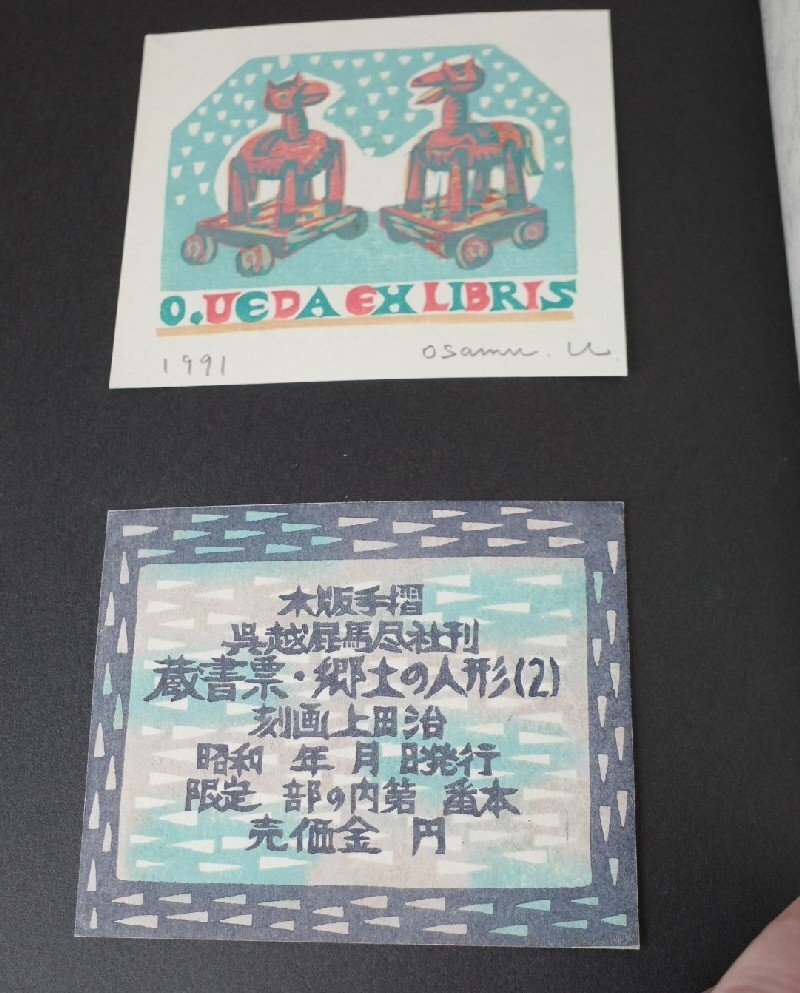 O.UEDA EX LIBRIS
1991 osamu. U.
木版手摺
呉越屛馬尽社刊
蔵書票・郷土の人形(2)
刻画上田治
昭和 年 月 日発行
限定 部の内第 番本
売価金 円